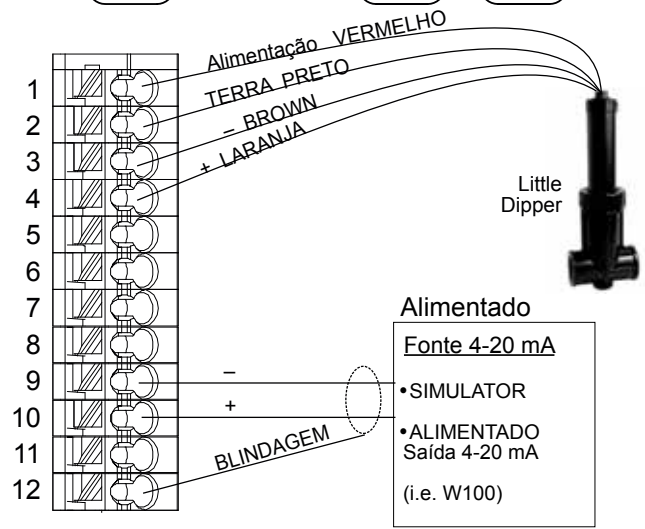 Alimentação VERMELHO
TERRA PRETO
– BROWN
+ LARANJA
1
2
3
4
5
6
7
8
9
10
11
12
Little
Dipper
Alimentado
Fonte 4-20 mA
•SIMULATOR
•ALIMENTADO
Saída 4-20 mA
(i.e. W100)
–
+
BLINDAGEM